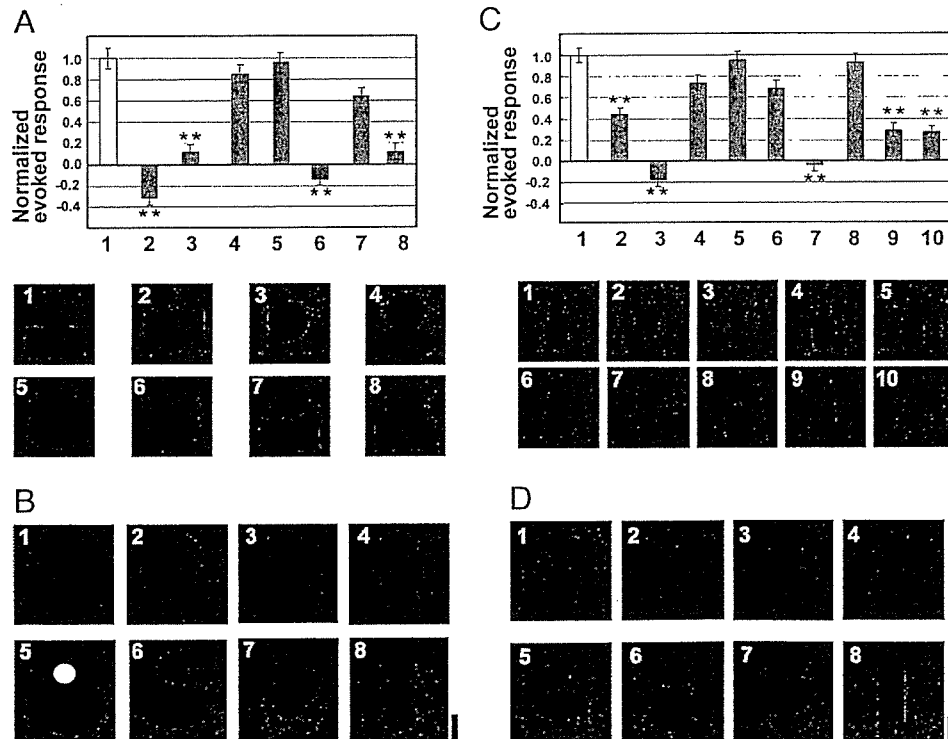 A
Normalized
evoked response
1.0
0.8
0.6
0.4
0.2
0.0
-0.2
-0.4
**
**
**
**
1 2 3 4 5 6 7 8
1 2 3 4
5 6 7 8
B
1 2 3 4
5 6 7 8
C
Normalized
evoked response
1.0
0.8
0.6
0.4
0.2
0.0
-0.2
-0.4
**
**
**
**
**
1 2 3 4 5 6 7 8 9 10
1 2 3 4 5
6 7 8 9 10
D
1 2 3 4
5 6 7 8